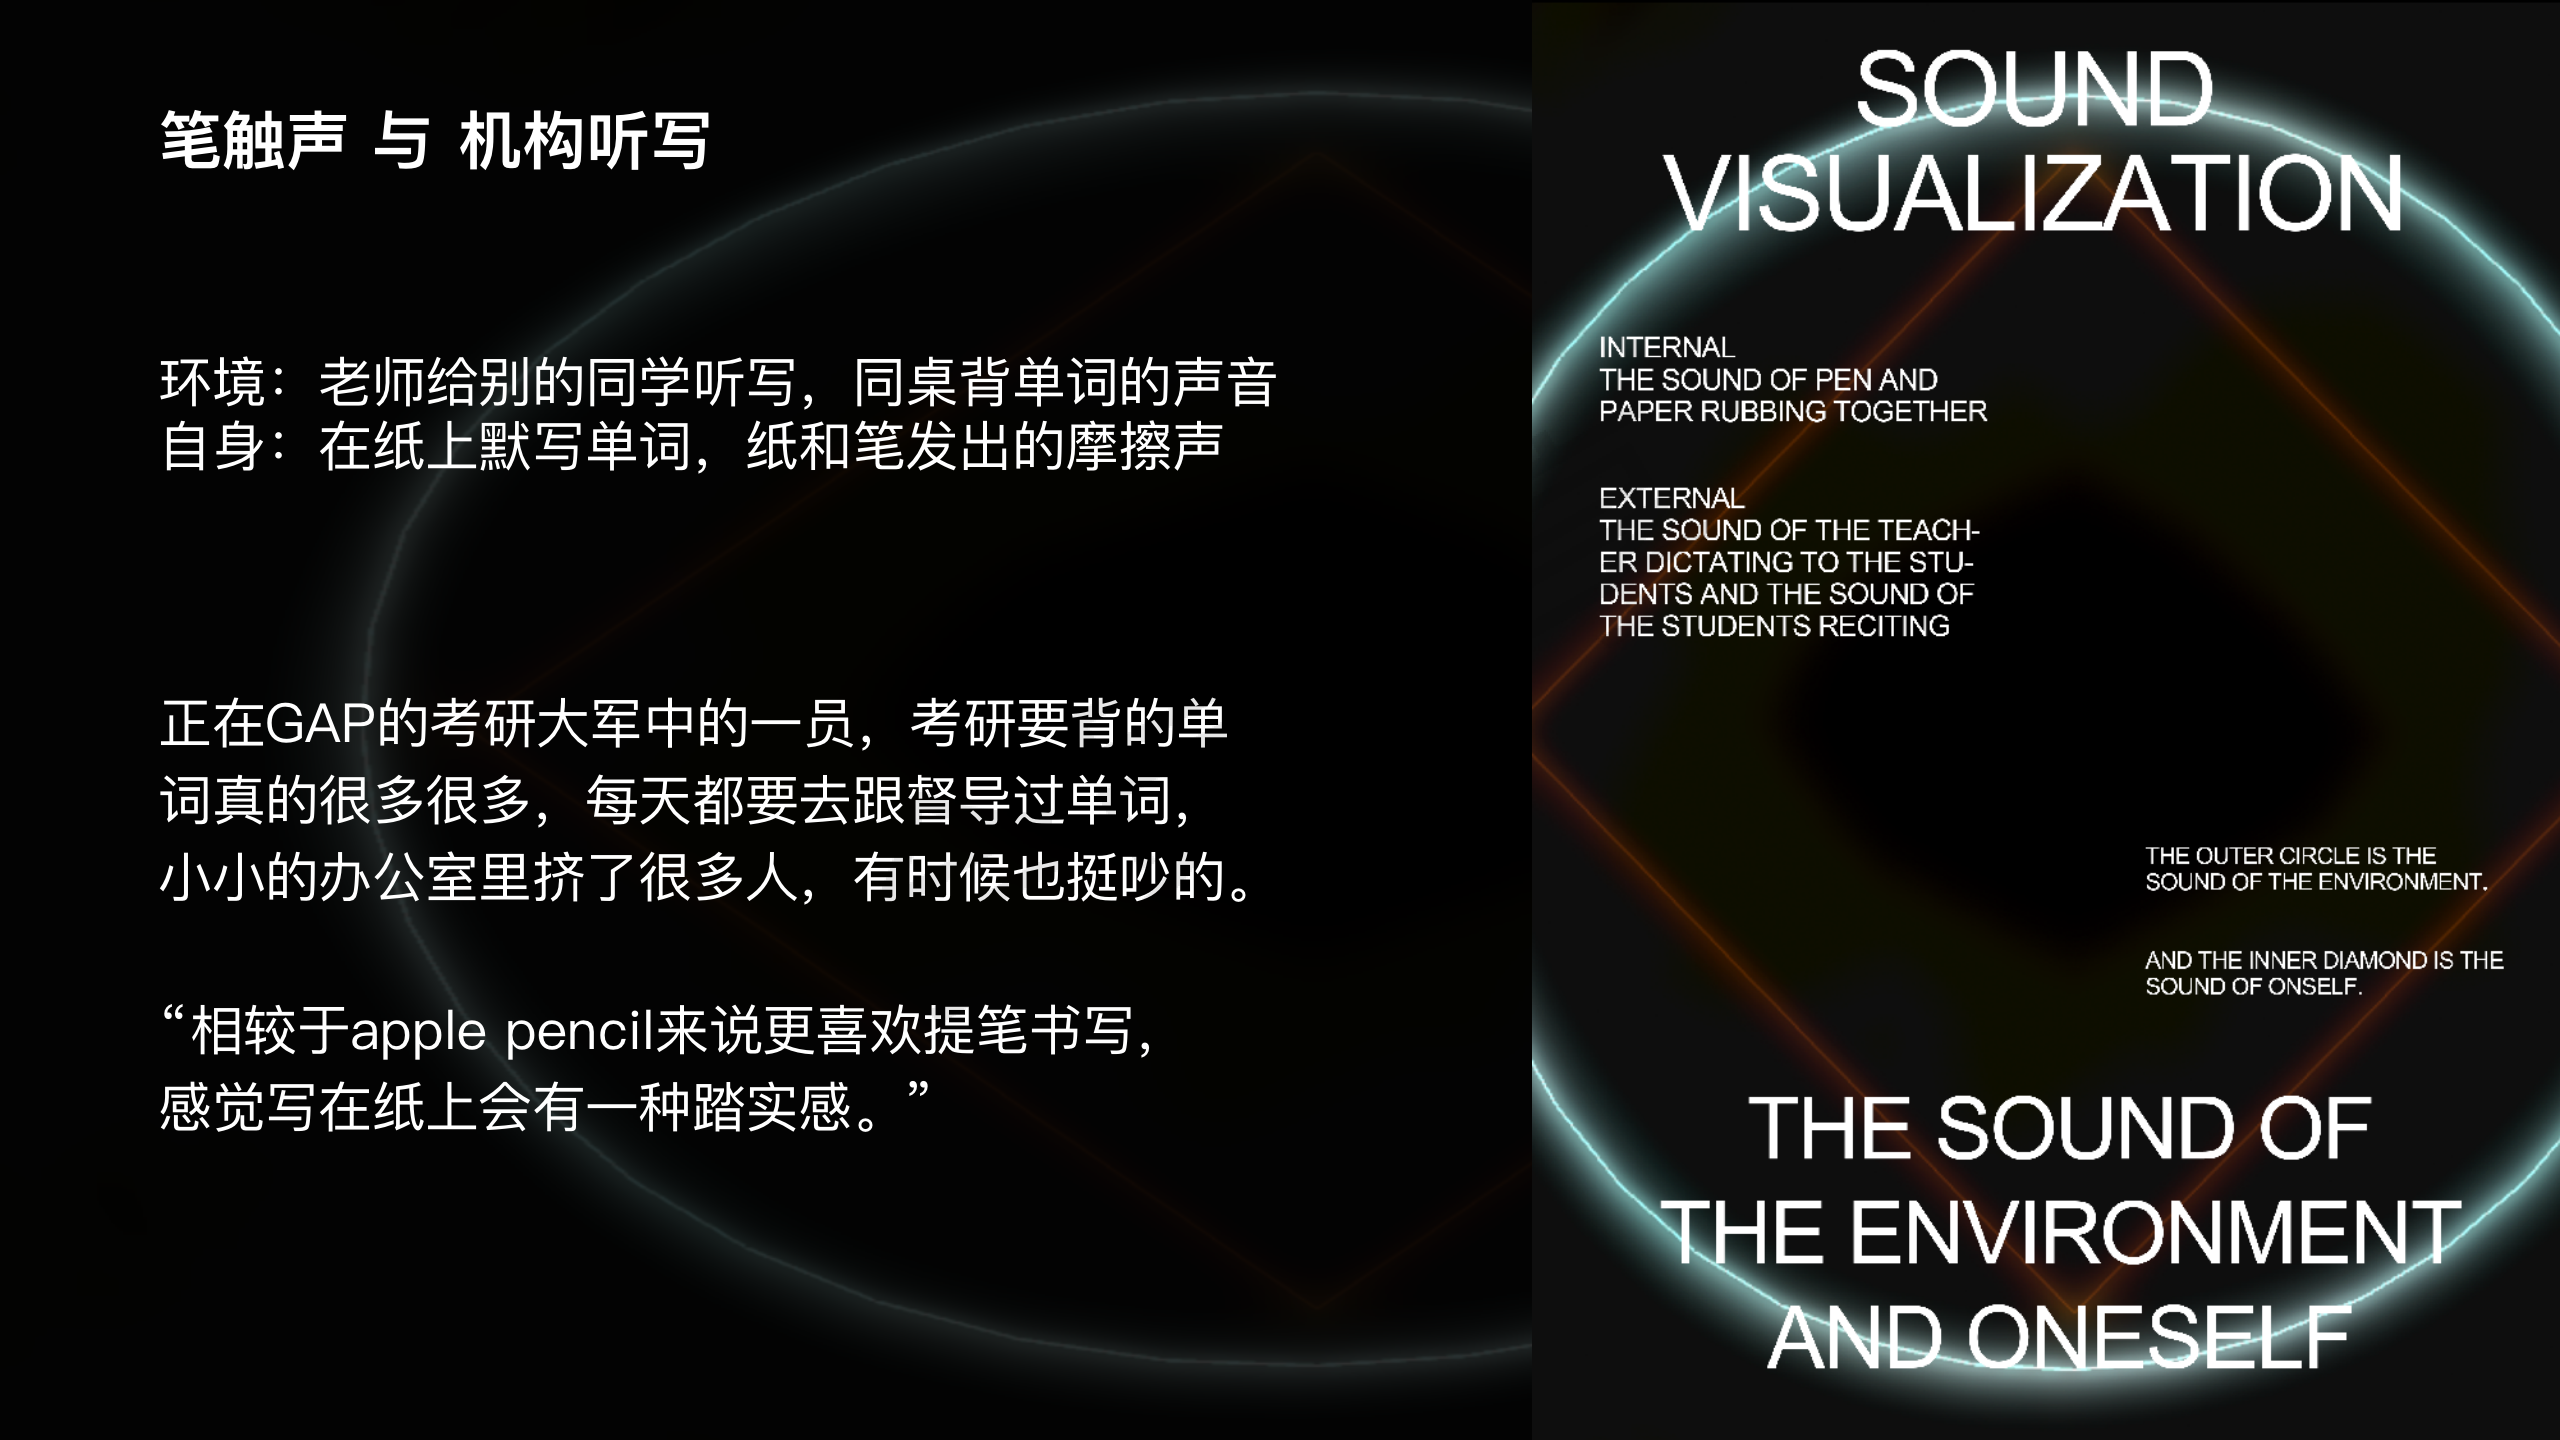 笔触声 与 机构听写
环境：老师给别的同学听写，同桌背单词的声音
自身：在纸上默写单词，纸和笔发出的摩擦声
正在GAP的考研大军中的一员，考研要背的单
词真的很多很多，每天都要去跟督导过单词，
小小的办公室里挤了很多人，有时候也挺吵的。
“相较于apple pencil来说更喜欢提笔书写，
感觉写在纸上会有一种踏实感。”
SOUND
VISUALIZATION
INTERNAL
THE SOUND OF PEN AND
PAPER RUBBING TOGETHER
EXTERNAL
THE SOUND OF THE TEACH-
ER DICTATING TO THE STU-
DENTS AND THE SOUND OF
THE STUDENTS RECITING
THE OUTER CIRCLE IS THE
SOUND OF THE ENVIRONMENT.
AND THE INNER DIAMOND IS THE
SOUND OF ONSELF.
THE SOUND OF
THE ENVIRONMENT
AND ONESELF